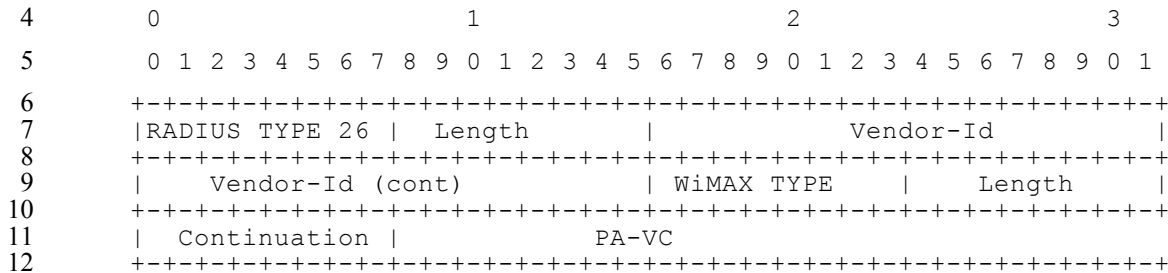 4 0                   1                   2                   3
5 0 1 2 3 4 5 6 7 8 9 0 1 2 3 4 5 6 7 8 9 0 1 2 3 4 5 6 7 8 9 0 1
6 +-+-+-+-+-+-+-+-+-+-+-+-+-+-+-+-+-+-+-+-+-+-+-+-+-+-+-+-+-+-+-+-+
7 |RADIUS TYPE 26 |  Length       |            Vendor-Id          |
8 +-+-+-+-+-+-+-+-+-+-+-+-+-+-+-+-+-+-+-+-+-+-+-+-+-+-+-+-+-+-+-+-+
9 |    Vendor-Id (cont)           | WiMAX TYPE    |    Length     |
10 +-+-+-+-+-+-+-+-+-+-+-+-+-+-+-+-+-+-+-+-+-+-+-+-+-+-+-+-+-+-+-+-+
11 |  Continuation |            PA-VC
12 +-+-+-+-+-+-+-+-+-+-+-+-+-+-+-+-+-+-+-+-+-+-+-+-+-+-+-+-+-+-+-+-+